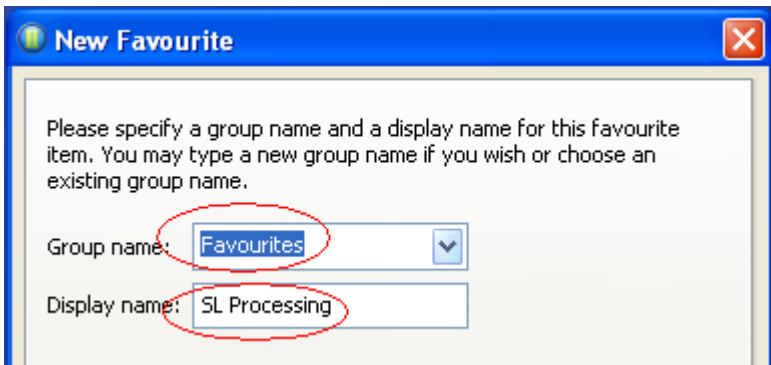 New Favourite
Please specify a group name and a display name for this favourite
item. You may type a new group name if you wish or choose an
existing group name.
Group name: Favourites
Display name: SL Processing